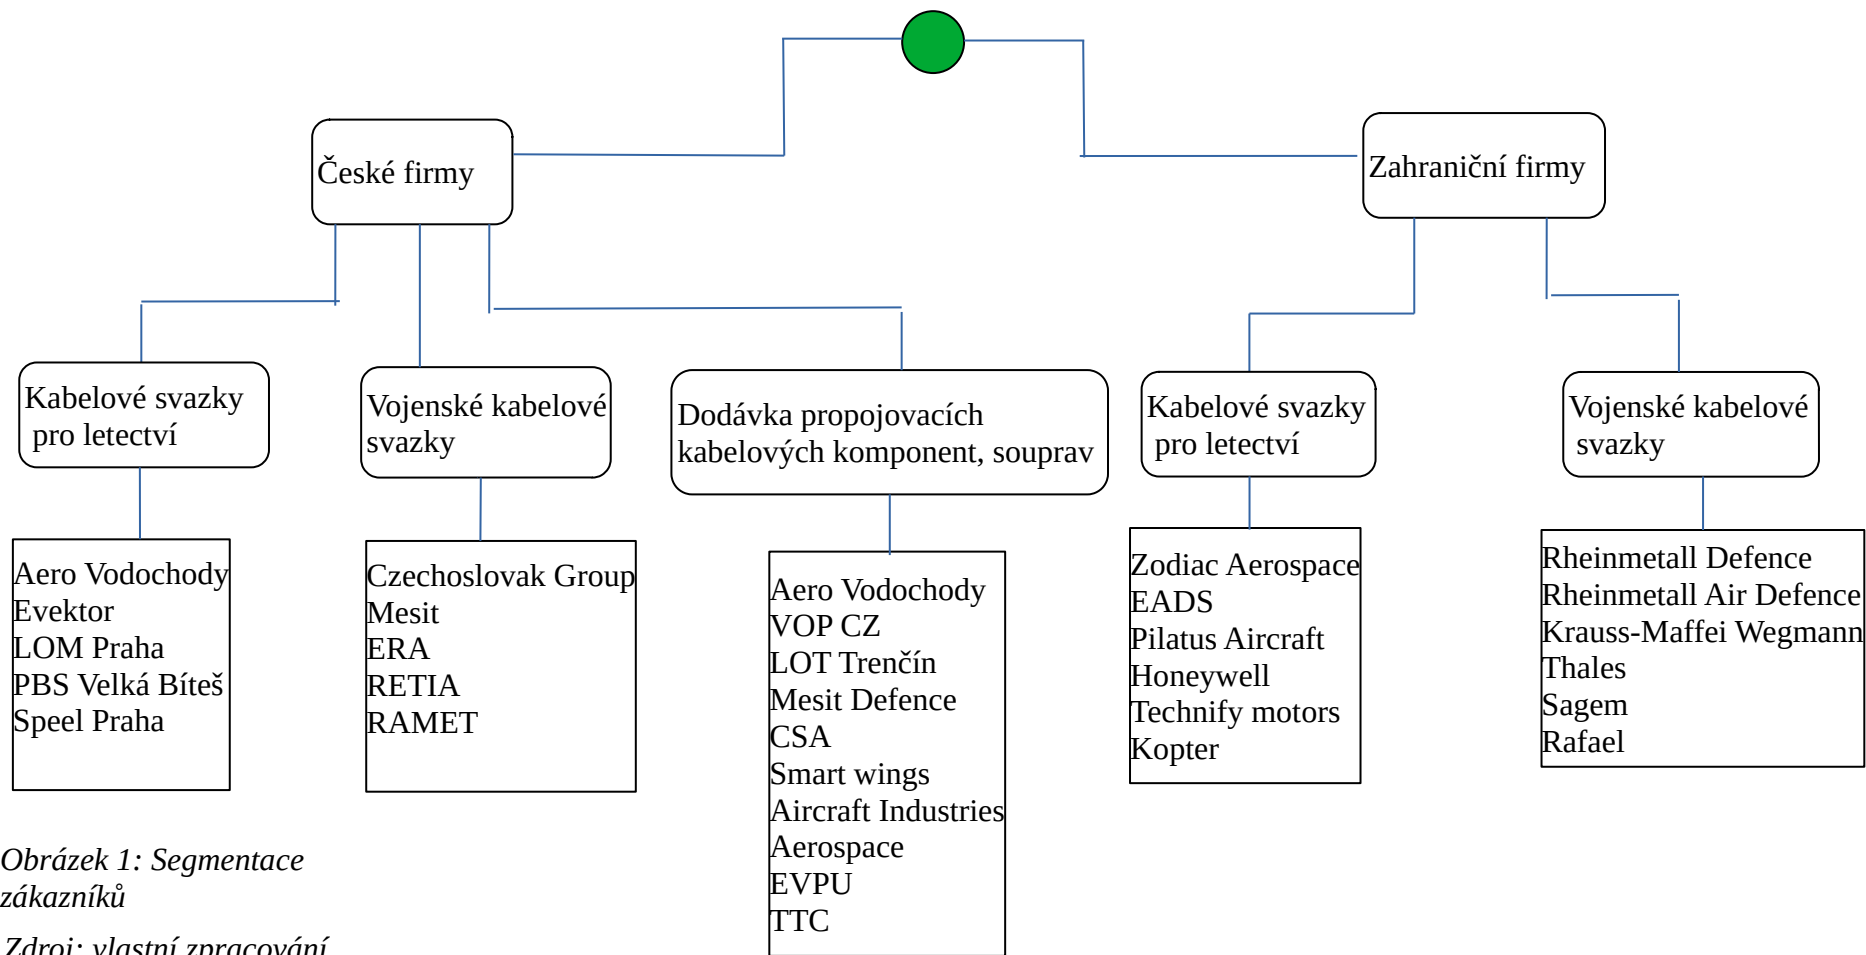 České firmy
Zahraniční firmy
Kabelové svazky
pro letectví
Vojenské kabelové
svazky
Dodávka propojovacích
kabelových komponent, souprav
Kabelové svazky
pro letectví
Vojenské kabelové
svazky
Aero Vodochody
Evektor
LOM Praha
PBS Velká Bíteš
Speel Praha
Czechoslovak Group
Mesit
ERA
RETIA
RAMET
Aero Vodochody
VOP CZ
LOT Trenčín
Mesit Defence
CSA
Smart wings
Aircraft Industries
Aerospace
EVPU
TTC
Zodiac Aerospace
EADS
Pilatus Aircraft
Honeywell
Technify motors
Kopter
Rheinmetall Defence
Rheinmetall Air Defence
Krauss-Maffei Wegmann
Thales
Sagem
Rafael
Obrázek 1: Segmentace
zákazníků
Zdroj: vlastní zpracování